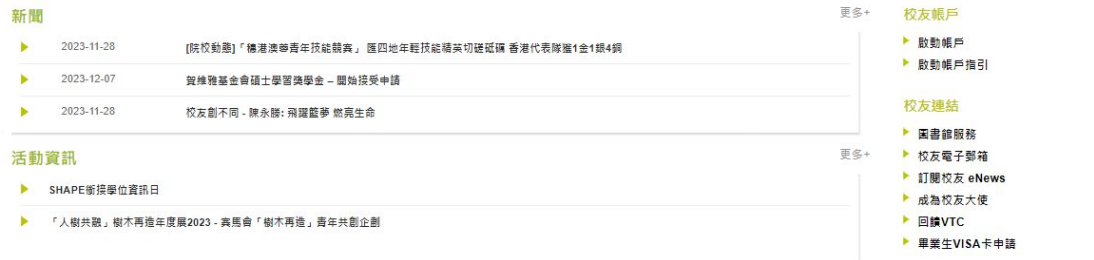 新聞
更多+
2023-11-28 [院校動態]「穗港澳蓉青年技能競賽」 匯四地年輕技能精英切磋砥礪 香港代表隊獲1金1銀4銅
2023-12-07 賀維雅基金會碩士學習獎學金 – 開始接受申請
2023-11-28 校友創不同 - 陳永勝: 飛躍籃夢 燃亮生命
活動資訊
更多+
SHAPE銜接學位資訊日
「人樹共融」樹木再造年度展2023 - 賽馬會「樹木再造」青年共創企劃
校友帳戶
啟動帳戶
啟動帳戶指引
校友連結
圖書館服務
校友電子郵箱
訂閱校友 eNews
成為校友大使
回饋VTC
畢業生VISA卡申請